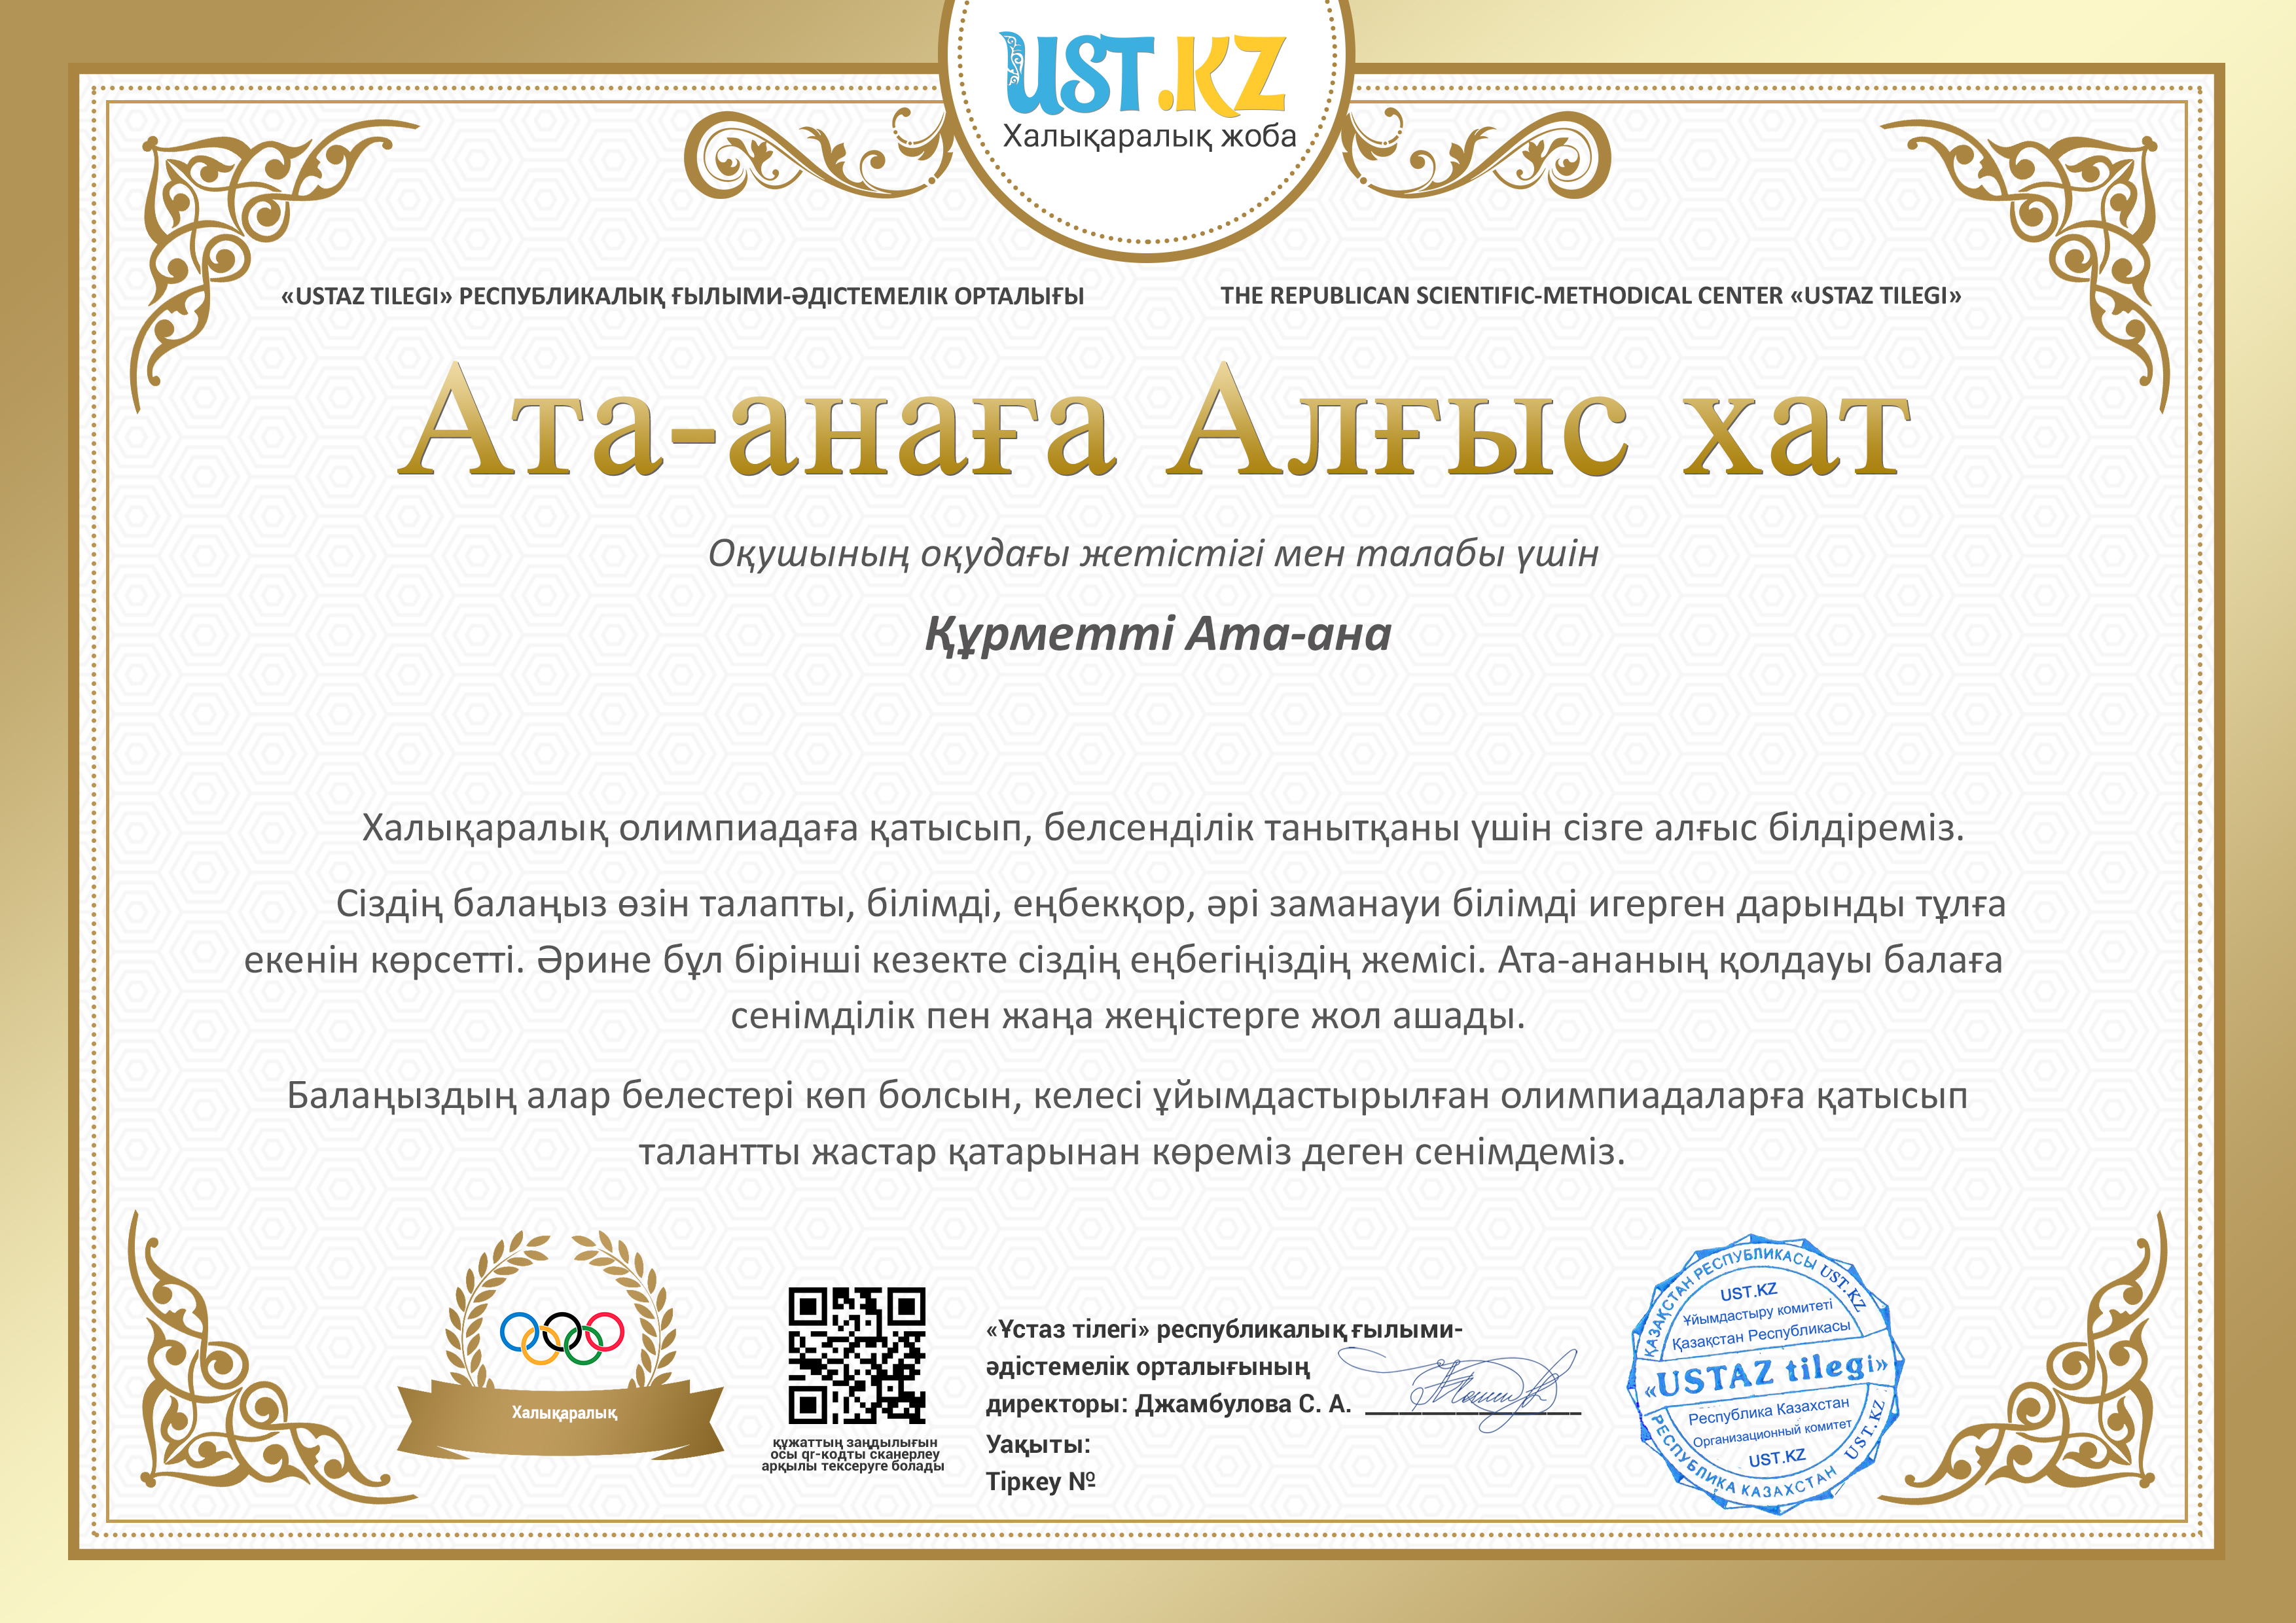 UST.KZ
Халықаралық жоба
«USTAZ TILEGI» РЕСПУБЛИКАЛЫҚ ҒЫЛЫМИ-ӘДІСТЕМЕЛІК ОРТАЛЫҒЫ
THE REPUBLICAN SCIENTIFIC-METHODICAL CENTER «USTAZ TILEGI»
Ата-анаға Алғыс хат
Оқушының оқудағы жетістігі мен талабы үшін
Құрметті Ата-ана
Халықаралық олимпиадаға қатысып, белсенділік танытқаны үшін сізге алғыс білдіреміз.
Сіздің балаңыз өзін талапты, білімді, еңбекқор, әрі заманауи білімді игерген дарынды тұлға
екенін көрсетті. Әрине бұл бірінші кезекте сіздің еңбегіңіздің жемісі. Ата-ананың қолдауы балаға
сенімділік пен жаңа жеңістерге жол ашады.
Балаңыздың алар белестері көп болсын, келесі ұйымдастырылған олимпиадаларға қатысып
талантты жастар қатарынан көреміз деген сенімдеміз.
Халықаралық
құжаттың заңдылығын
осы qr-кодты сканерлеу
арқылы тексеруге болады
«Ұстаз тілегі» республикалық ғылыми-
әдістемелік орталығының
директоры: Джамбулова С. А.
Уақыты:
Тіркеу №
ҚАЗАҚСТАН РЕСПУБЛИКАСЫ UST.KZ
UST.KZ
Ұйымдастыру комитеті
Қазақстан Республикасы
«USTAZ tilegi»
Республика Казахстан
Организационный комитет
UST.KZ
РЕСПУБЛИКА КАЗАХСТАН UST.KZ